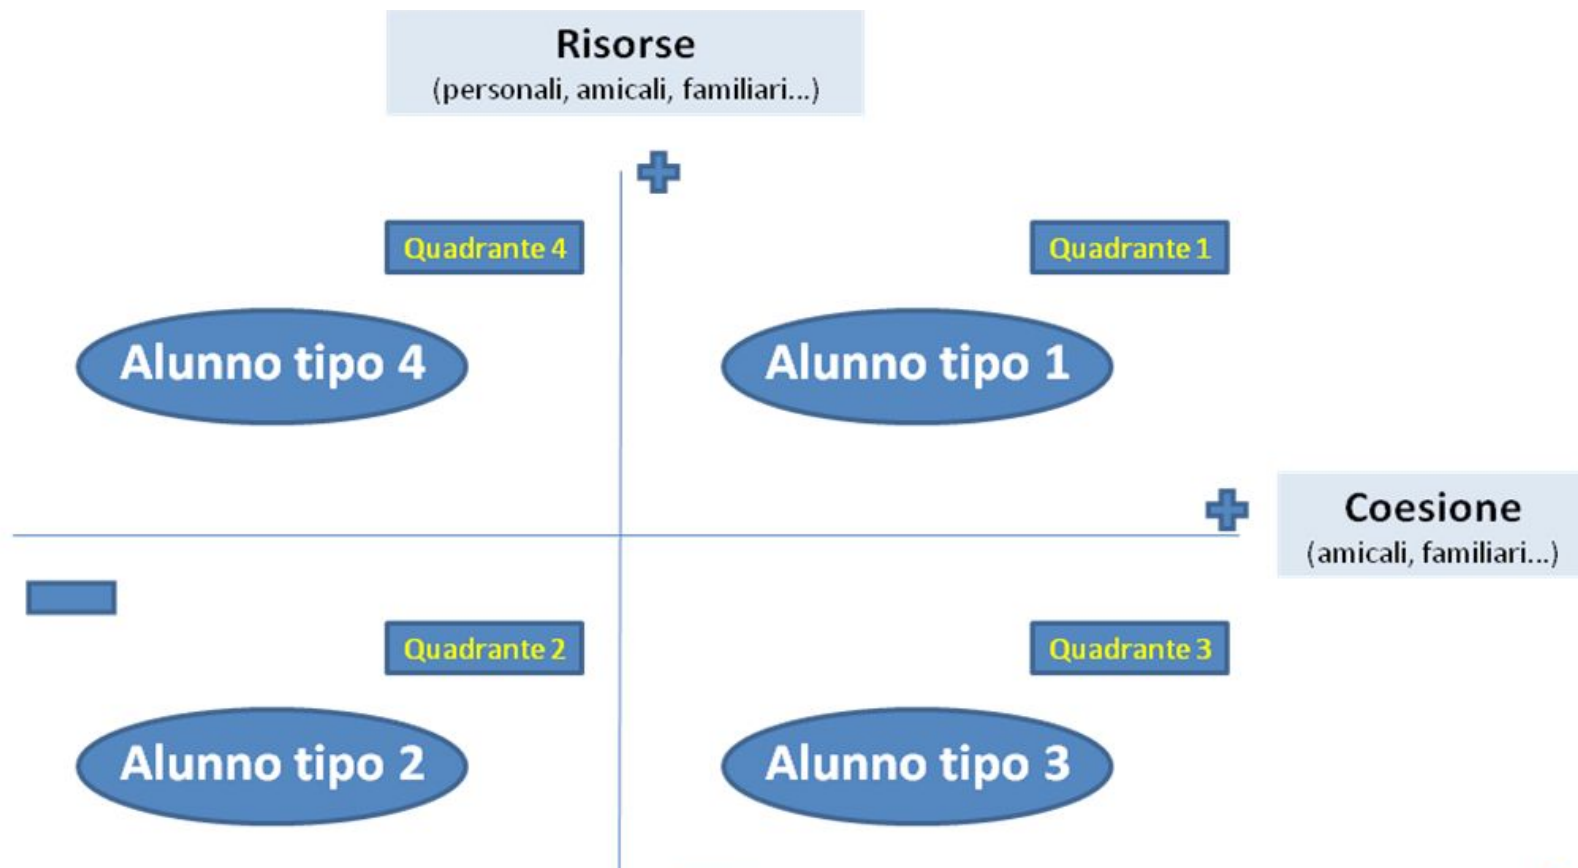 Risorse
(personali, amicali, familiari...)
Quadrante 4
Quadrante 1
Alunno tipo 4
Alunno tipo 1
Coesione
(amicali, familiari...)
Quadrante 2
Quadrante 3
Alunno tipo 2
Alunno tipo 3